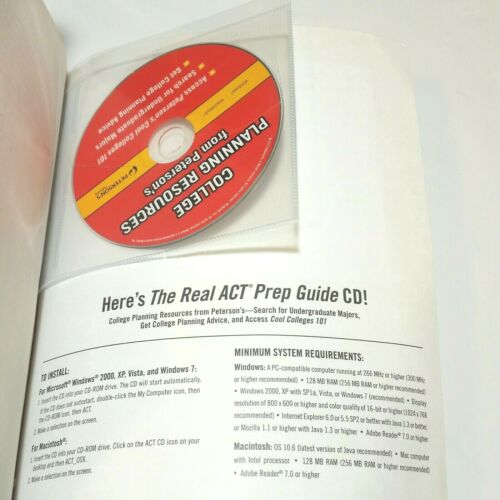 COLLEGE
PLANNING RESOURCES
from Peterson's
PETERSON'S
Access Peterson's Cool Colleges 101
Search for Undergraduate Majors
Get College Planning Advice
Here's The Real ACT® Prep Guide CD!
College Planning Resources from Peterson's—Search for Undergraduate Majors,
Get College Planning Advice, and Access Cool Colleges 101
TO INSTALL:
For Microsoft® Windows® 2000, XP, Vista, and Windows 7:
1. Insert the CD into your CD-ROM drive. The CD will start automatically.
If the CD does not autostart, double-click the My Computer icon, then
the CD-ROM icon, then ACT.
2. Make a selection on the screen.
For Macintosh®:
1. Insert the CD into your CD-ROM drive. Click on the ACT CD icon on your
desktop and then ACT_OSX.
2. Make a selection on the screen.
MINIMUM SYSTEM REQUIREMENTS:
Windows: A PC-compatible computer running at 266 MHz or higher (300 MHz
or higher recommended) • 128 MB RAM (256 MB RAM or higher recommended)
• Windows 2000, XP with SP1a, Vista, or Windows 7 (recommended) • Display
resolution of 800 x 600 or higher and color quality of 16-bit or higher (1024 x 768
recommended) • Internet Explorer 6.0 or 5.5 SP2 or better with Java 1.3 or better,
or Mozilla 1.1 or higher with Java 1.3 or higher • Adobe Reader® 7.0 or higher
Macintosh: OS 10.6 (latest version of Java recommended) • Mac computer
with Intel processor • 128 MB RAM (256 MB RAM or higher recommended)
• Adobe Reader® 7.0 or higher